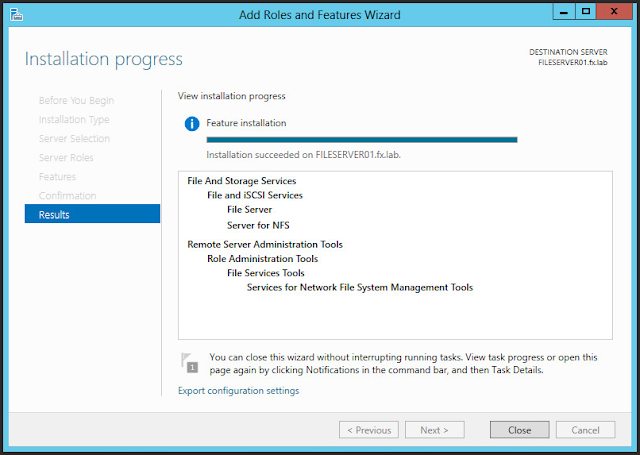 Add Roles and Features Wizard
Installation progress
DESTINATION SERVER
FILESERVER01.fx.lab
Before You Begin
Installation Type
Server Selection
Server Roles
Features
Confirmation
Results
View installation progress
Feature installation
Installation succeeded on FILESERVER01.fx.lab.
File And Storage Services
File and iSCSI Services
File Server
Server for NFS
Remote Server Administration Tools
Role Administration Tools
File Services Tools
Services for Network File System Management Tools
1
You can close this wizard without interrupting running tasks. View task progress or open this
page again by clicking Notifications in the command bar, and then Task Details.
Export configuration settings
< Previous
Next >
Close
Cancel